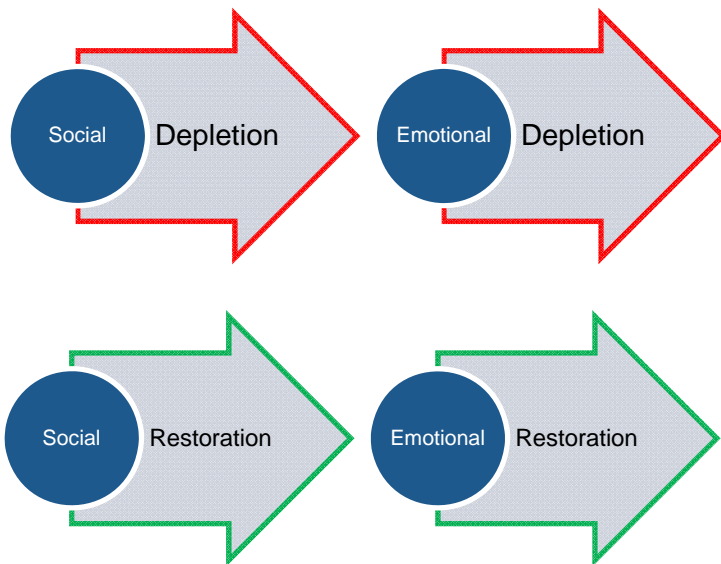 Social Depletion
Emotional Depletion
Social Restoration
Emotional Restoration